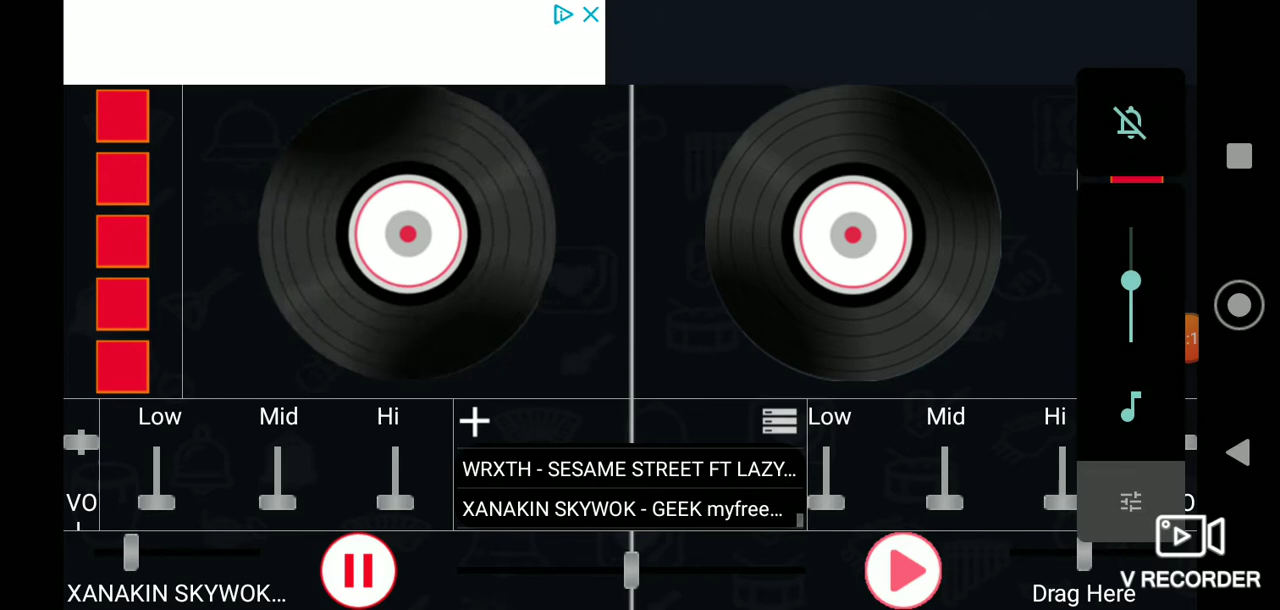 Low Mid Hi
Low Mid Hi
WRXTH - SESAME STREET FT LAZY...
XANAKIN SKYWOK - GEEK myfree...
VO
XANAKIN SKYWOK...
Drag Here
V RECORDER